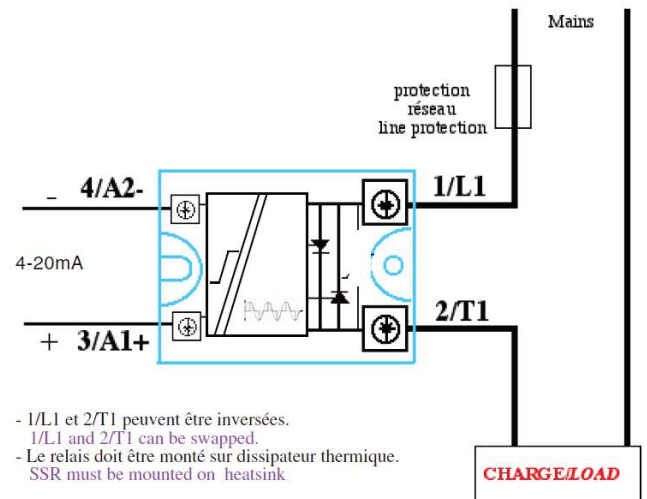 Mains
protection
réseau
line protection
- 4/A2-
1/L1
4-20mA
+ 3/A1+
2/T1
- 1/L1 et 2/T1 peuvent être inversées.
1/L1 and 2/T1 can be swapped.
- Le relais doit être monté sur dissipateur thermique.
SSR must be mounted on heatsink
CHARGE/LOAD